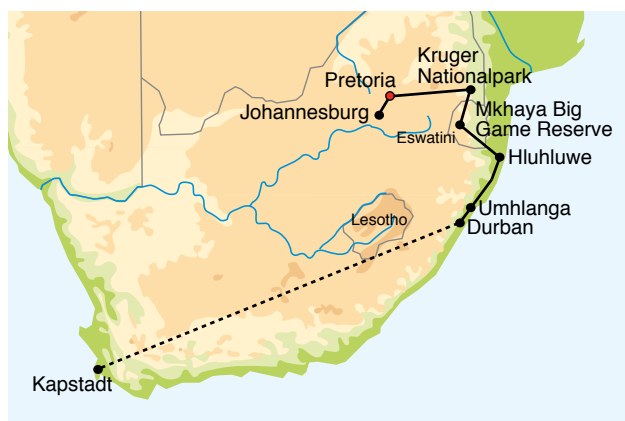 Kruger
Nationalpark
Pretoria
Johannesburg
Mkhaya Big
Game Reserve
Eswatini
Hluhluwe
Umhlanga
Lesotho
Durban
Kapstadt